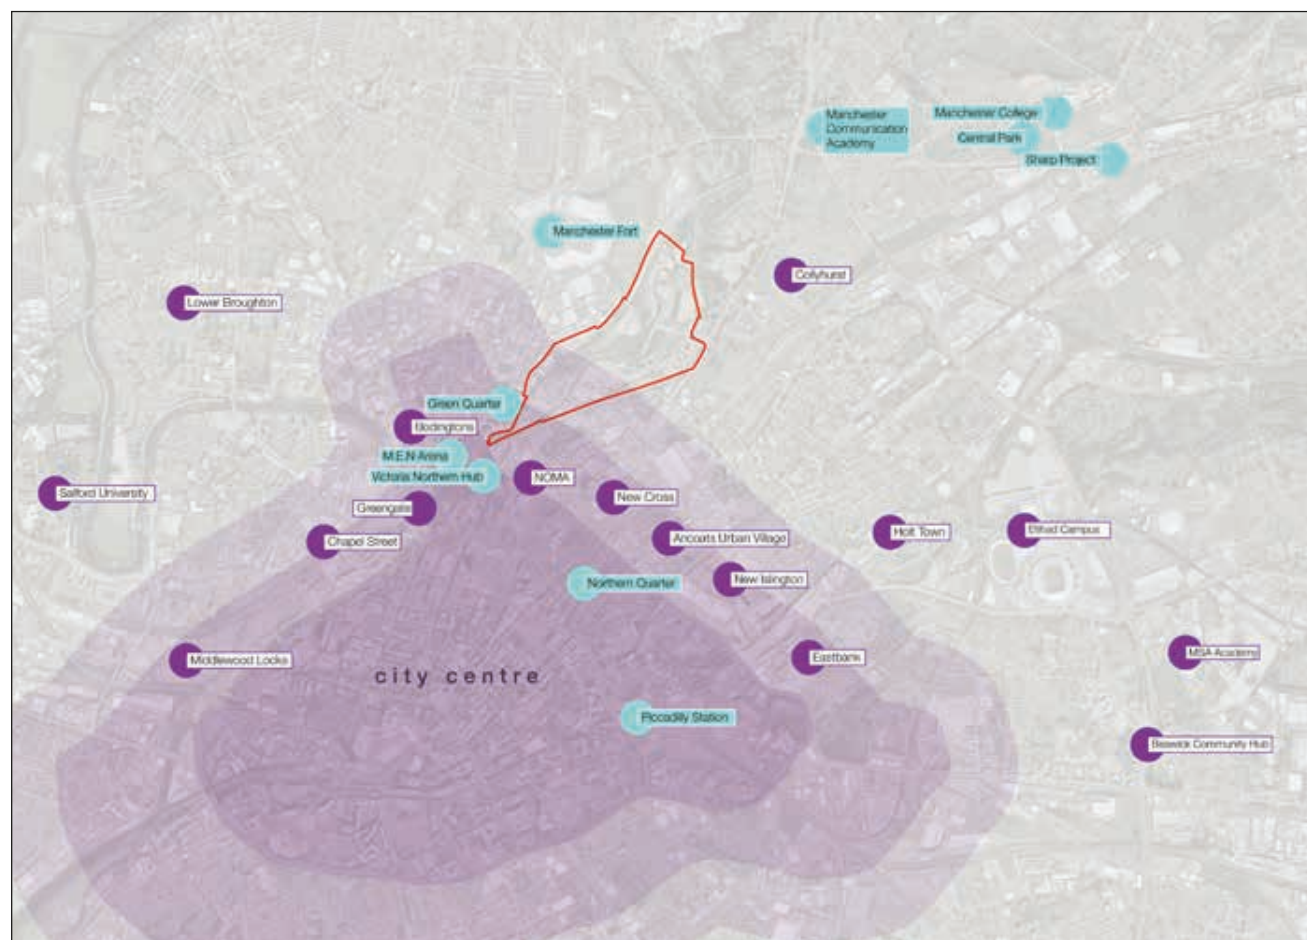 Manchester
Communication
Academy
Manchester College
Central Park
Sharp Project
Manchester Fort
Collyhurst
Lower Broughton
Green Quarter
Bodingtons
M.E.N Arena
Victoria Northern Hub
NOMA
Salford University
New Cross
Greengate
Chapel Street
Ancoats Urban Village
Holt Town
Etihad Campus
Northern Quarter
New Islington
Middlewood Locks
Eastbank
MSA Academy
city centre
Piccadilly Station
Beswick Community Hub